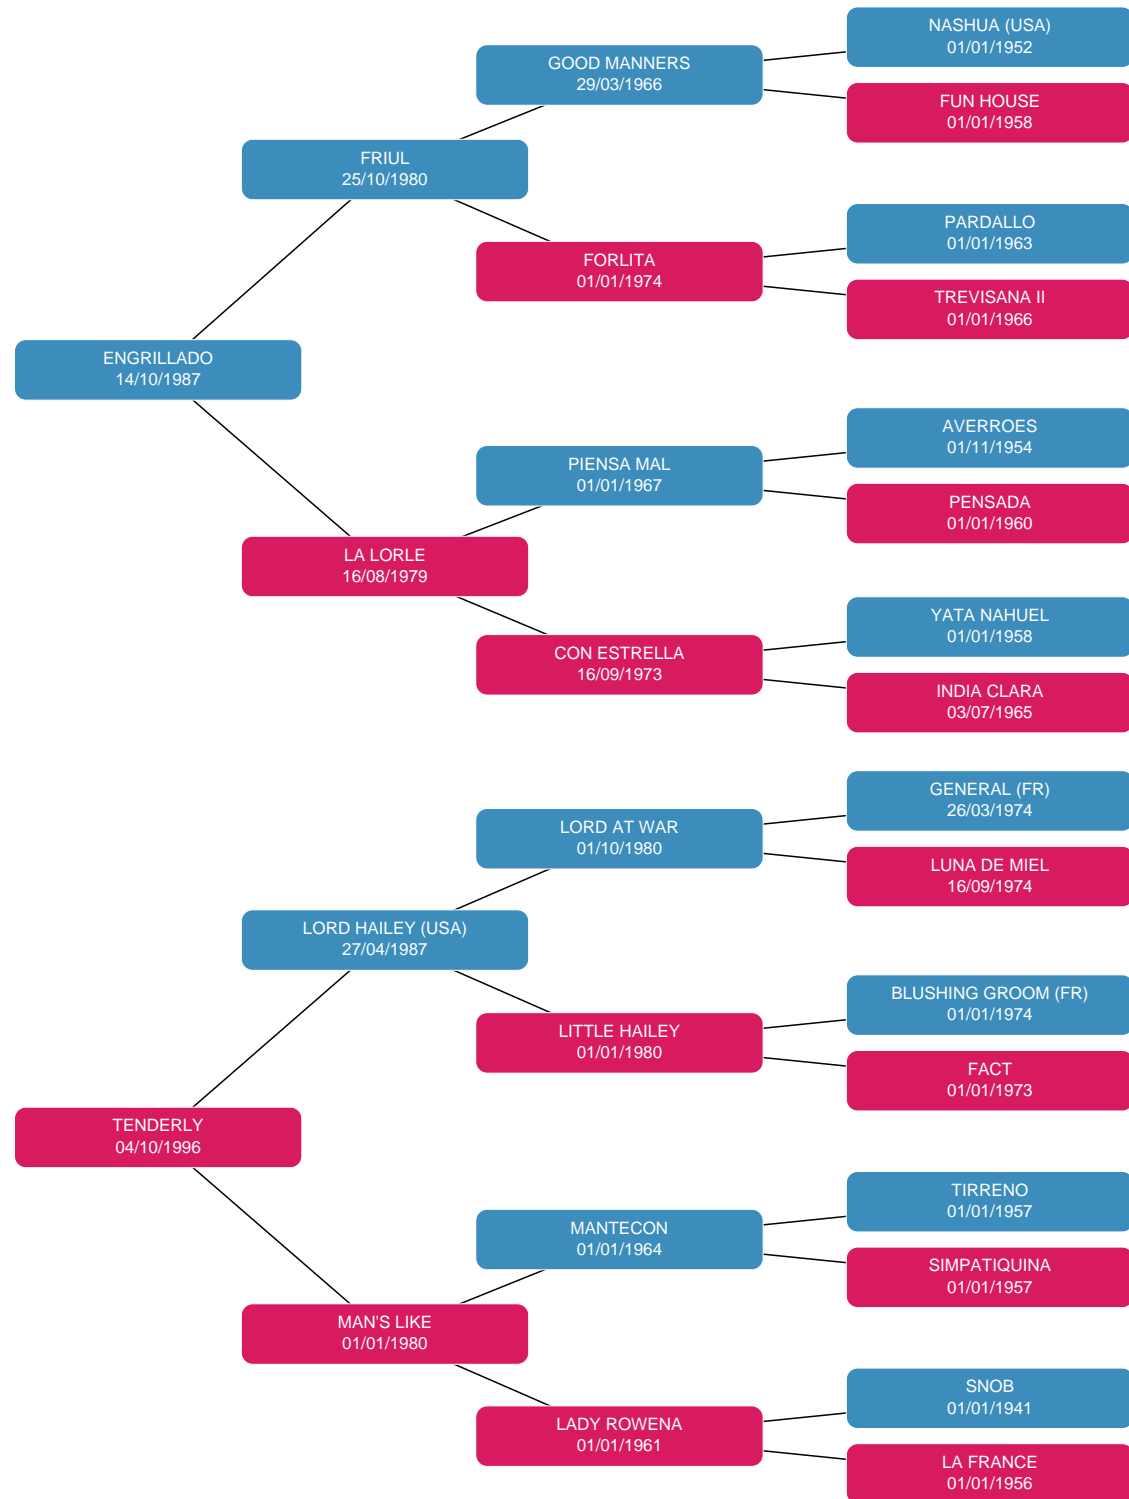 NASHUA (USA)
01/01/1952
GOOD MANNERS
29/03/1966
FUN HOUSE
01/01/1958
FRIUL
25/10/1980
PARDALLO
01/01/1963
FORLITA
01/01/1974
TREVISANA II
01/01/1966
ENGRILLADO
14/10/1987
AVERROES
01/11/1954
PIENSA MAL
01/01/1967
PENSADA
01/01/1960
LA LORLE
16/08/1979
YATA NAHUEL
01/01/1958
CON ESTRELLA
16/09/1973
INDIA CLARA
03/07/1965
GENERAL (FR)
26/03/1974
LORD AT WAR
01/10/1980
LUNA DE MIEL
16/09/1974
LORD HAILEY (USA)
27/04/1987
BLUSHING GROOM (FR)
01/01/1974
LITTLE HAILEY
01/01/1980
FACT
01/01/1973
TENDERLY
04/10/1996
TIRRENO
01/01/1957
MANTECON
01/01/1964
SIMPATIQUINA
01/01/1957
MAN'S LIKE
01/01/1980
SNOB
01/01/1941
LADY ROWENA
01/01/1961
LA FRANCE
01/01/1956